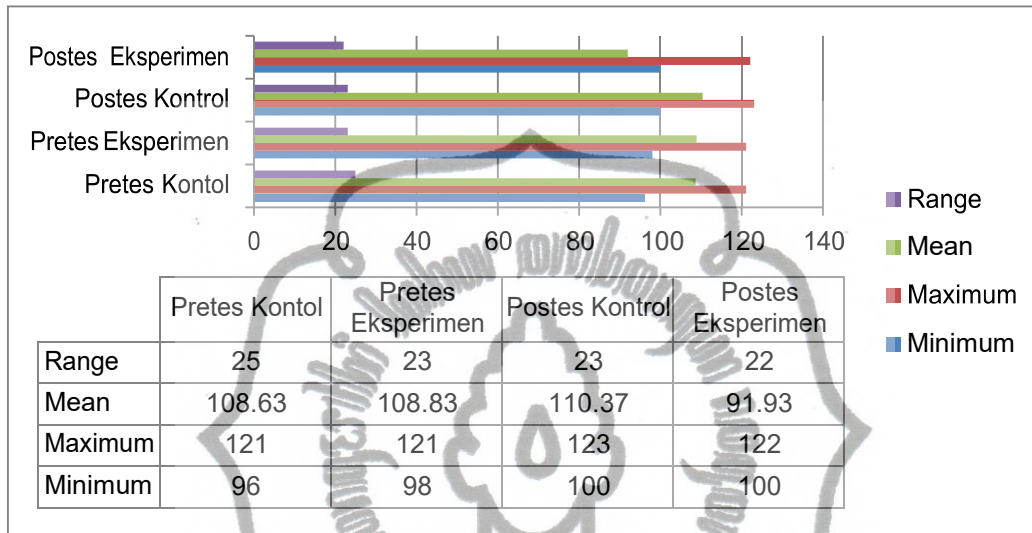 Postes Eksperimen
Postes Kontrol
Pretes Eksperimen
Pretes Kontol
0 20 40 60 80 100 120 140
Range
Mean
Maximum
Minimum
Pretes Kontol Pretes Eksperimen Postes Kontrol Postes Eksperimen
Range 25 23 23 22
Mean 108.63 108.83 110.37 91.93
Maximum 121 121 123 122
Minimum 96 98 100 100